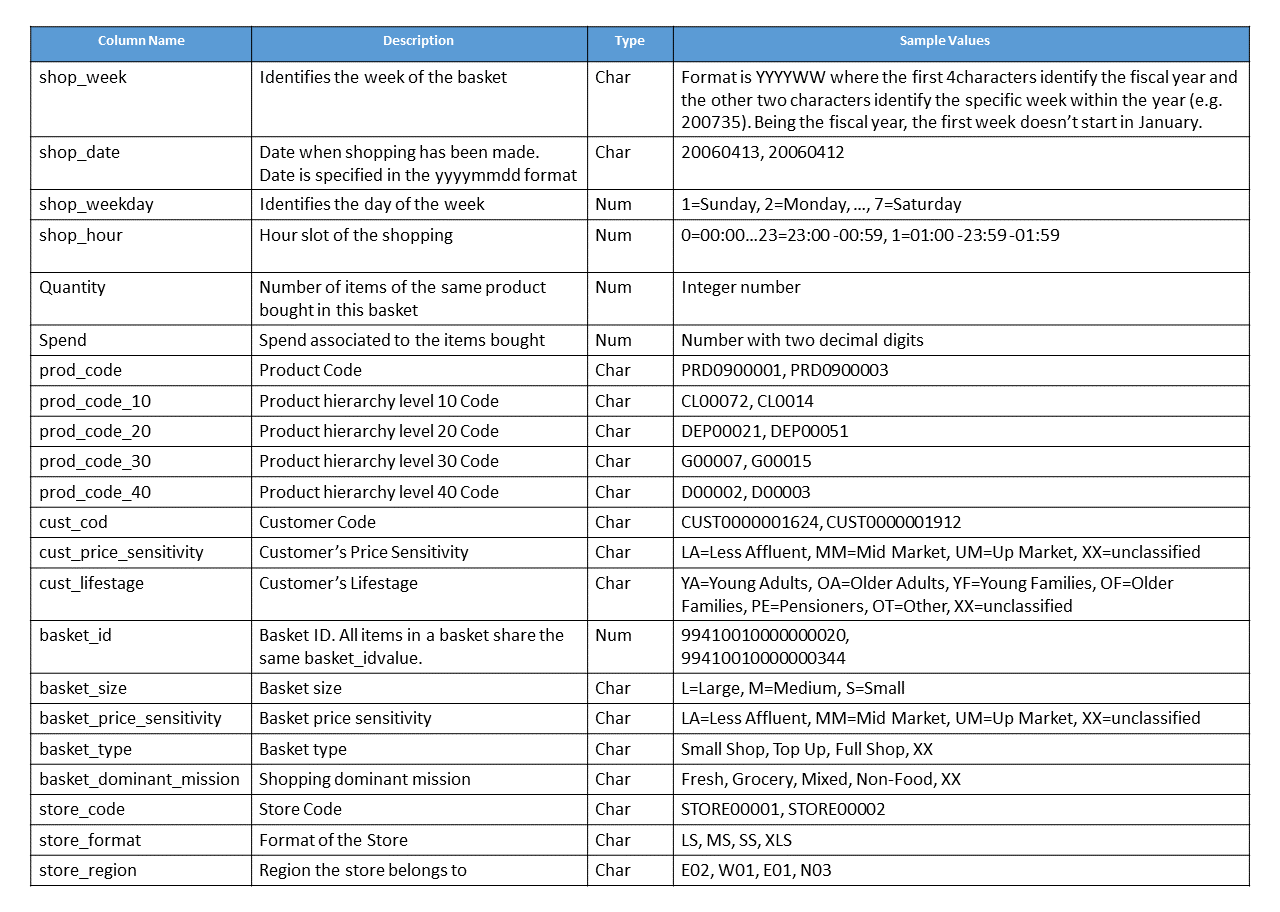 Column Name Description Type Sample Values
shop_week Identifies the week of the basket Char Format is YYYYWW where the first 4characters identify the fiscal year and
the other two characters identify the specific week within the year (e.g.
200735). Being the fiscal year, the first week doesn’t start in January.
shop_date Date when shopping has been made. Char 20060413, 20060412
Date is specified in the yyyymmdd format
shop_weekday Identifies the day of the week Num 1=Sunday, 2=Monday, …, 7=Saturday
shop_hour Hour slot of the shopping Num 0=00:00…23=23:00 -00:59, 1=01:00 -23:59 -01:59
Quantity Number of items of the same product Num Integer number
bought in this basket
Spend Spend associated to the items bought Num Number with two decimal digits
prod_code Product Code Char PRD0900001, PRD0900003
prod_code_10 Product hierarchy level 10 Code Char CL00072, CL0014
prod_code_20 Product hierarchy level 20 Code Char DEP00021, DEP00051
prod_code_30 Product hierarchy level 30 Code Char G00007, G00015
prod_code_40 Product hierarchy level 40 Code Char D00002, D00003
cust_cod Customer Code Char CUST0000001624, CUST0000001912
cust_price_sensitivity Customer’s Price Sensitivity Char LA=Less Affluent, MM=Mid Market, UM=Up Market, XX=unclassified
cust_lifestage Customer’s Lifestage Char YA=Young Adults, OA=Older Adults, YF=Young Families, OF=Older
Families, PE=Pensioners, OT=Other, XX=unclassified
basket_id Basket ID. All items in a basket share the Num 99410010000000020,
same basket_idvalue. 99410010000000344
basket_size Basket size Char L=Large, M=Medium, S=Small
basket_price_sensitivity Basket price sensitivity Char LA=Less Affluent, MM=Mid Market, UM=Up Market, XX=unclassified
basket_type Basket type Char Small Shop, Top Up, Full Shop, XX
basket_dominant_mission Shopping dominant mission Char Fresh, Grocery, Mixed, Non-Food, XX
store_code Store Code Char STORE00001, STORE00002
store_format Format of the Store Char LS, MS, SS, XLS
store_region Region the store belongs to Char E02, W01, E01, N03